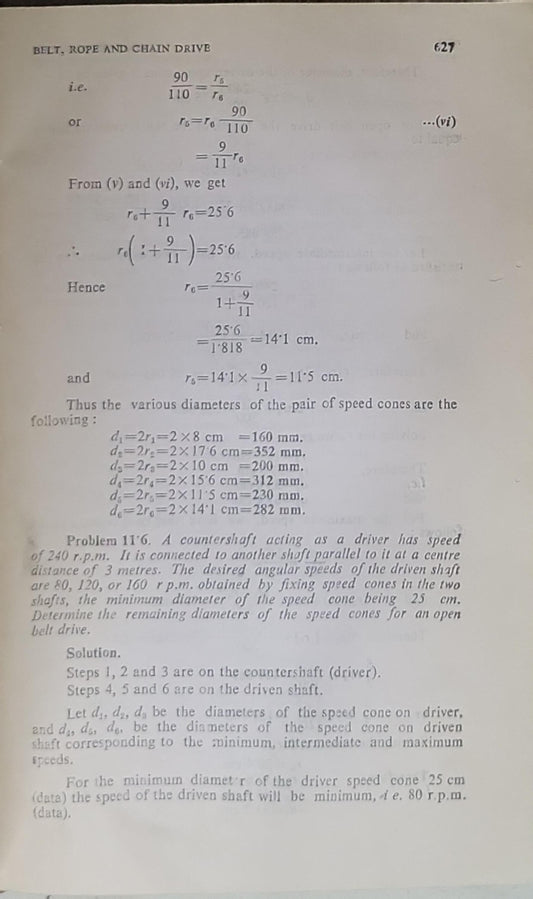 BELT, ROPE AND CHAIN DRIVE 627
i.e. 90/110 = r₅/r₆
or r₅=r₆ 90/110 ...(vi)
= 9/11 r₆
From (v) and (vi), we get
r₆+ 9/11 r₆=25·6
∴ r₆( 1+ 9/11 )=25·6
Hence r₆= 25·6 / 1+ 9/11
= 25·6/1·818 =14·1 cm.
and r₅=14·1× 9/11 =11·5 cm.
Thus the various diameters of the pair of speed cones are the
following :
d₁=2r₁=2×8 cm =160 mm.
d₂=2r₂=2×17·6 cm=352 mm.
d₃=2r₃=2×10 cm =200 mm.
d₄=2r₄=2×15·6 cm=312 mm.
d₅=2r₅=2×11·5 cm=230 mm.
d₆=2r₆=2×14·1 cm=282 mm.
Problem 11·6. A countershaft acting as a driver has speed
of 240 r.p.m. It is connected to another shaft parallel to it at a centre
distance of 3 metres. The desired angular speeds of the driven shaft
are 80, 120, or 160 r p.m. obtained by fixing speed cones in the two
shafts, the minimum diameter of the speed cone being 25 cm.
Determine the remaining diameters of the speed cones for an open
belt drive.
Solution.
Steps 1, 2 and 3 are on the countershaft (driver).
Steps 4, 5 and 6 are on the driven shaft.
Let d₁, d₂, d₃ be the diameters of the speed cone on driver,
and d₄, d₅, d₆, be the diameters of the speed cone on driven
shaft corresponding to the minimum, intermediate and maximum
speeds.
For the minimum diamet r of the driver speed cone 25 cm
(data) the speed of the driven shaft will be minimum, i e. 80 r.p.m.
(data).